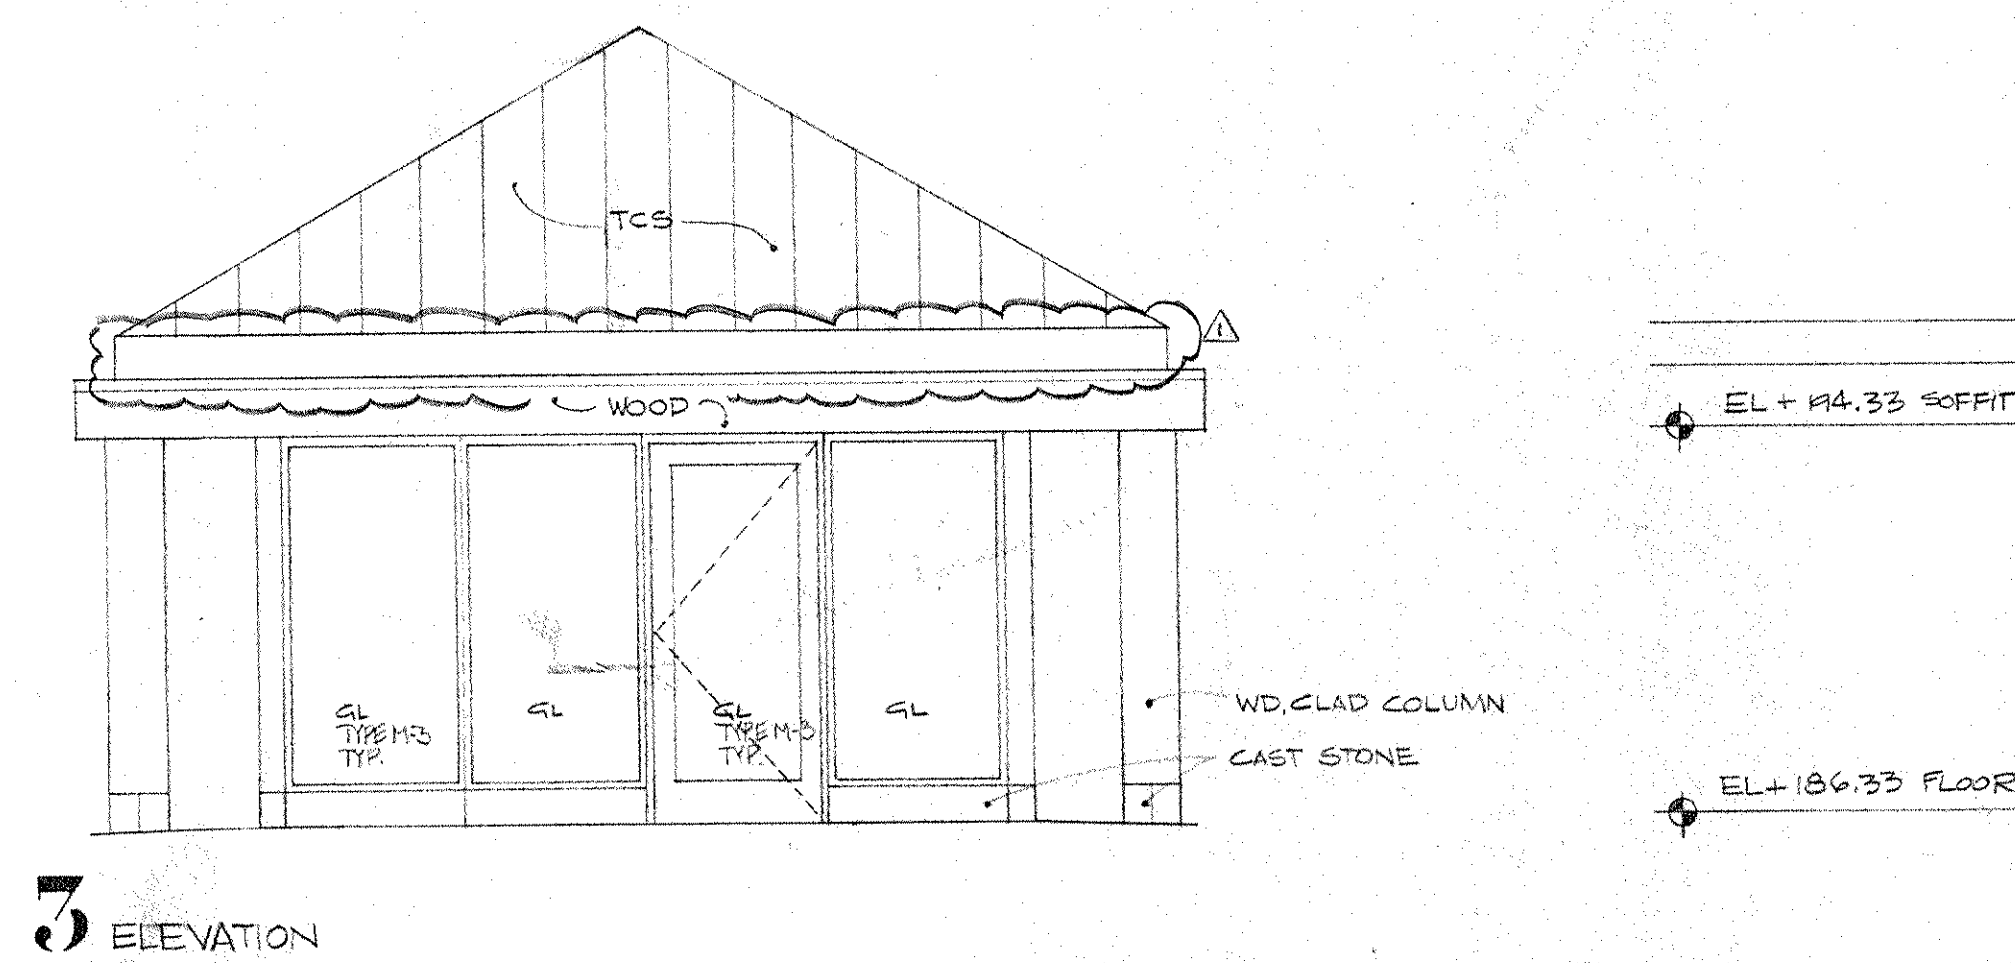 TCS
1
WOOD
EL + 194.33 SOFFIT
GL
TYPE M-3
TYP.
GL
GL
TYPE M-3
TYP.
GL
WD. CLAD COLUMN
CAST STONE
EL + 186.33 FLOOR
3 ELEVATION